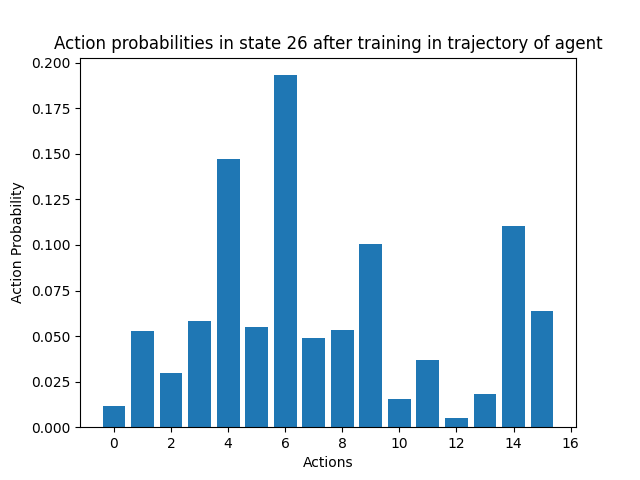 Action probabilities in state 26 after training in trajectory of agent
0.200
0.175
0.150
0.125
0.100
0.075
0.050
0.025
0.000
Action Probability
0 2 4 6 8 10 12 14 16
Actions